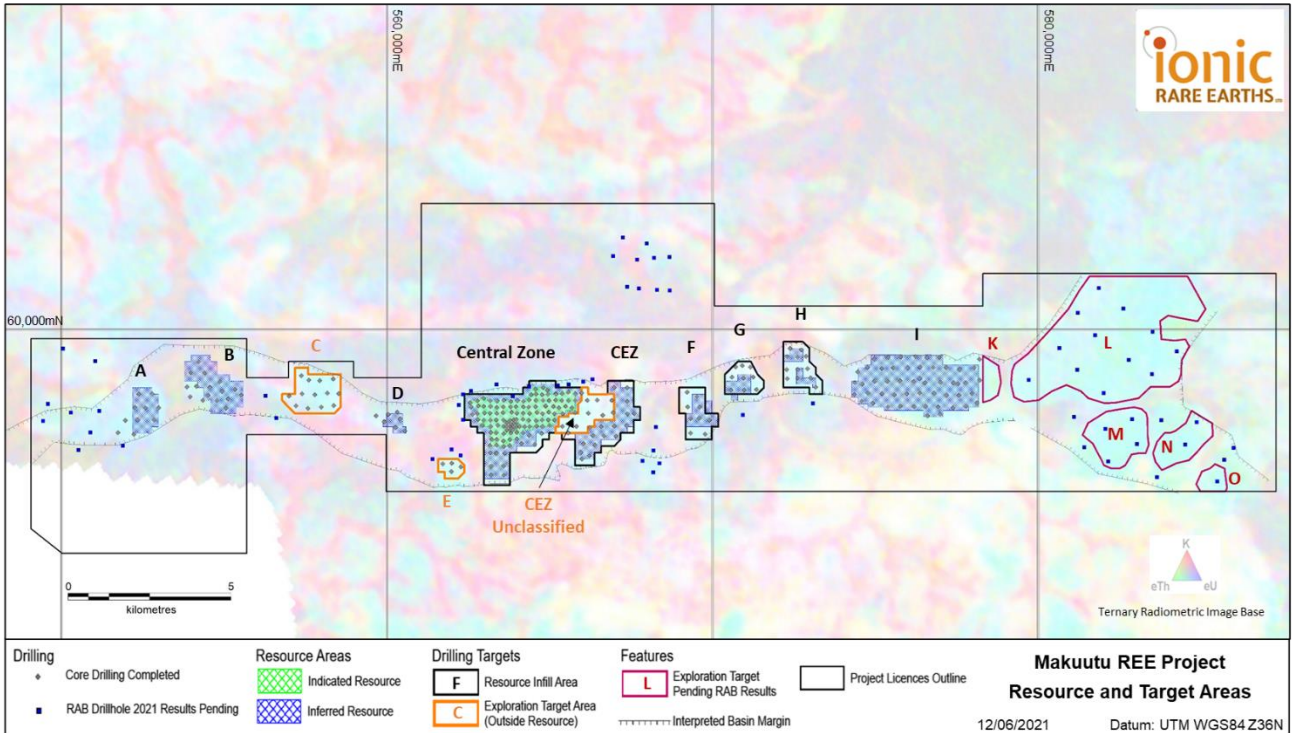 560,000mE
580,000mE
ionic
RARE EARTHS LTD
60,000mN
A
B
C
D
E
Central Zone
CEZ
F
G
H
I
K
L
M
N
O
CEZ
Unclassified
0 5
kilometres
K
eTh eU
Ternary Radiometric Image Base
Drilling
Core Drilling Completed
RAB Drillhole 2021 Results Pending
Resource Areas
Indicated Resource
Inferred Resource
Drilling Targets
F Resource Infill Area
C Exploration Target Area
(Outside Resource)
Features
L Exploration Target
Pending RAB Results
Interpreted Basin Margin
Project Licences Outline
Makuutu REE Project
Resource and Target Areas
12/06/2021 Datum: UTM WGS84 Z36N